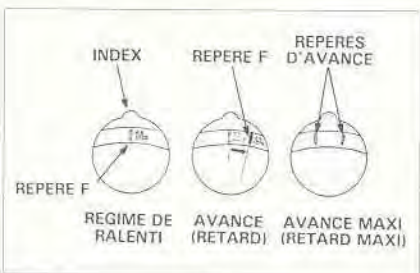 INDEX
REPERE F
REPERES
D'AVANCE
REPERE F
REGIME DE
RALENTI
AVANCE
(RETARD)
AVANCE MAXI
(RETARD MAXI)